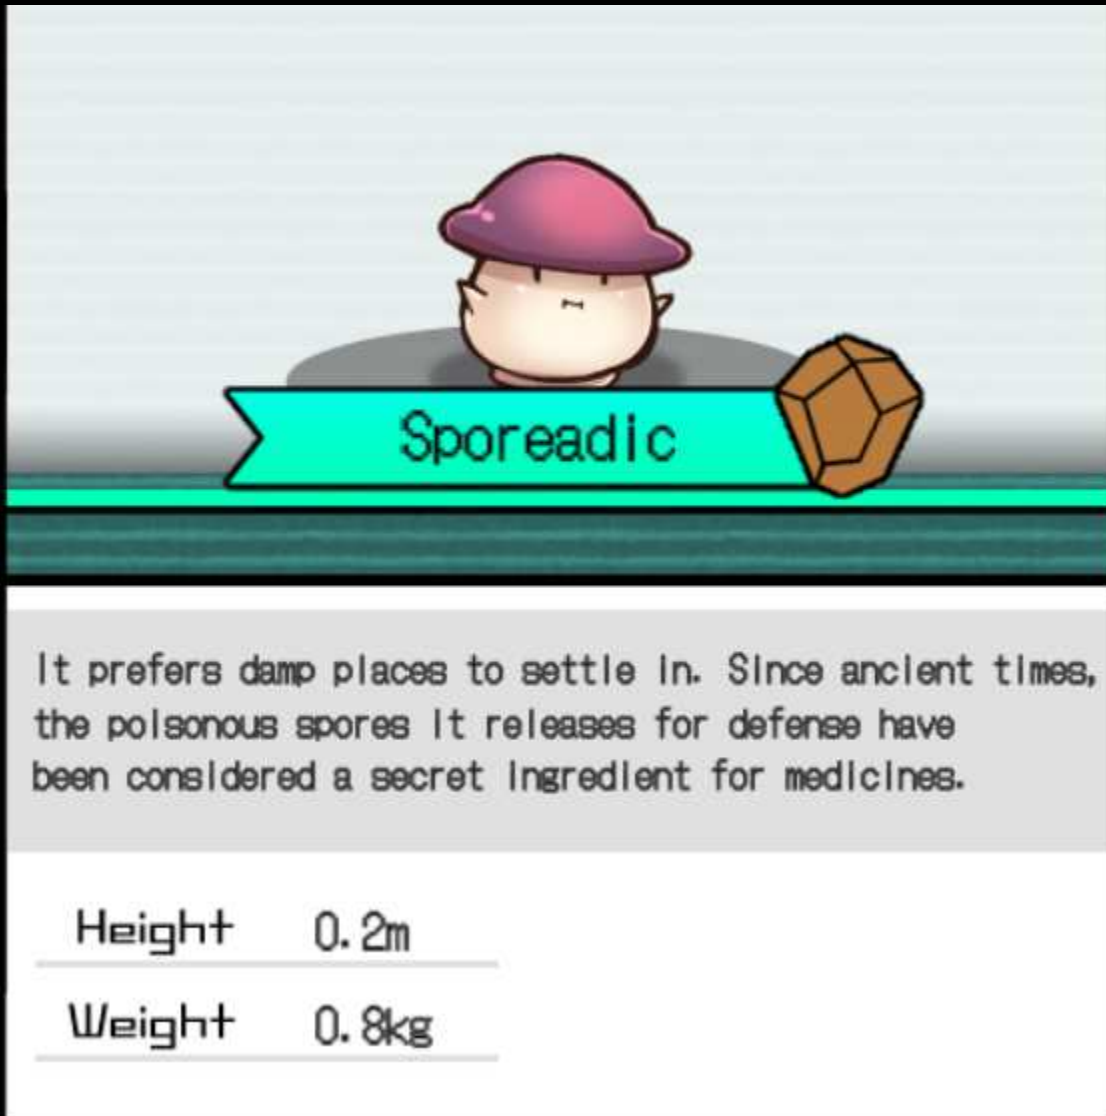 Sporeadic
It prefers damp places to settle in. Since ancient times,
the poisonous spores it releases for defense have
been considered a secret ingredient for medicines.
Height 0.2m
Weight 0.8kg